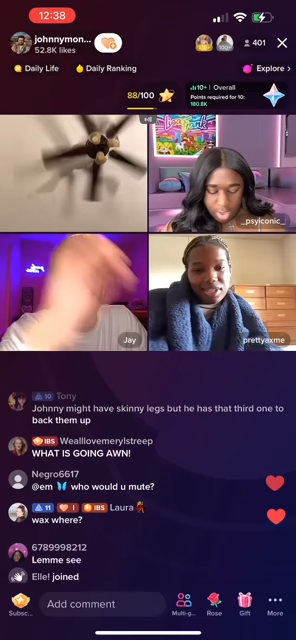 12:38
johnnymon...
52.8K likes
100+
401
Daily Life
Daily Ranking
Explore >
88/100
10+ | Overall
Points required for 10:
180.8K
_psyiconic_
Jay
prettyaxme
10 Tony
Johnny might have skinny legs but he has that third one to
back them up
IBS Wealllovemerylstreep
WHAT IS GOING AWN!
Negro6617
@em 🦋 who would u mute?
11 I IBS Laura💃
wax where?
6789998212
Lemme see
Elle! joined
Subsc...
Add comment
Multi-g...
Rose
Gift
More